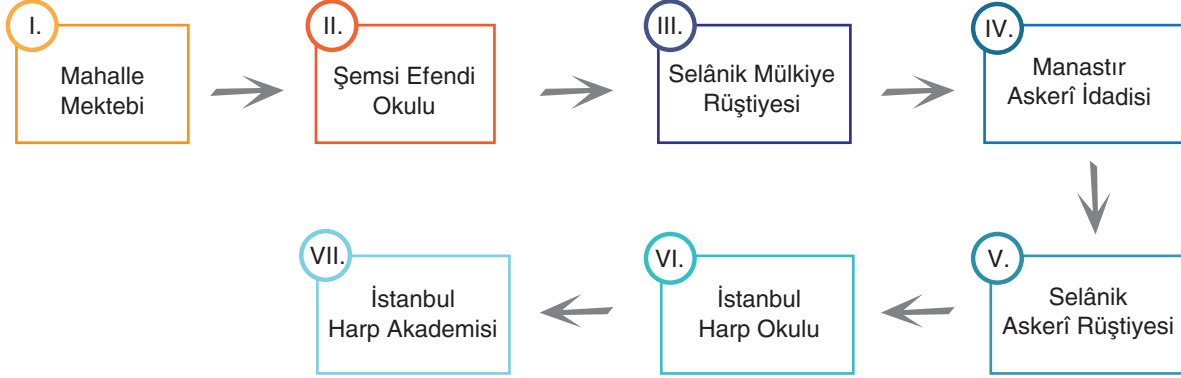 I.
Mahalle
Mektebi
II.
Şemsi Efendi
Okulu
III.
Selânik Mülkiye
Rüştiyesi
IV.
Manastır
Askerî İdadisi
V.
Selânik
Askerî Rüştiyesi
VI.
İstanbul
Harp Okulu
VII.
İstanbul
Harp Akademisi